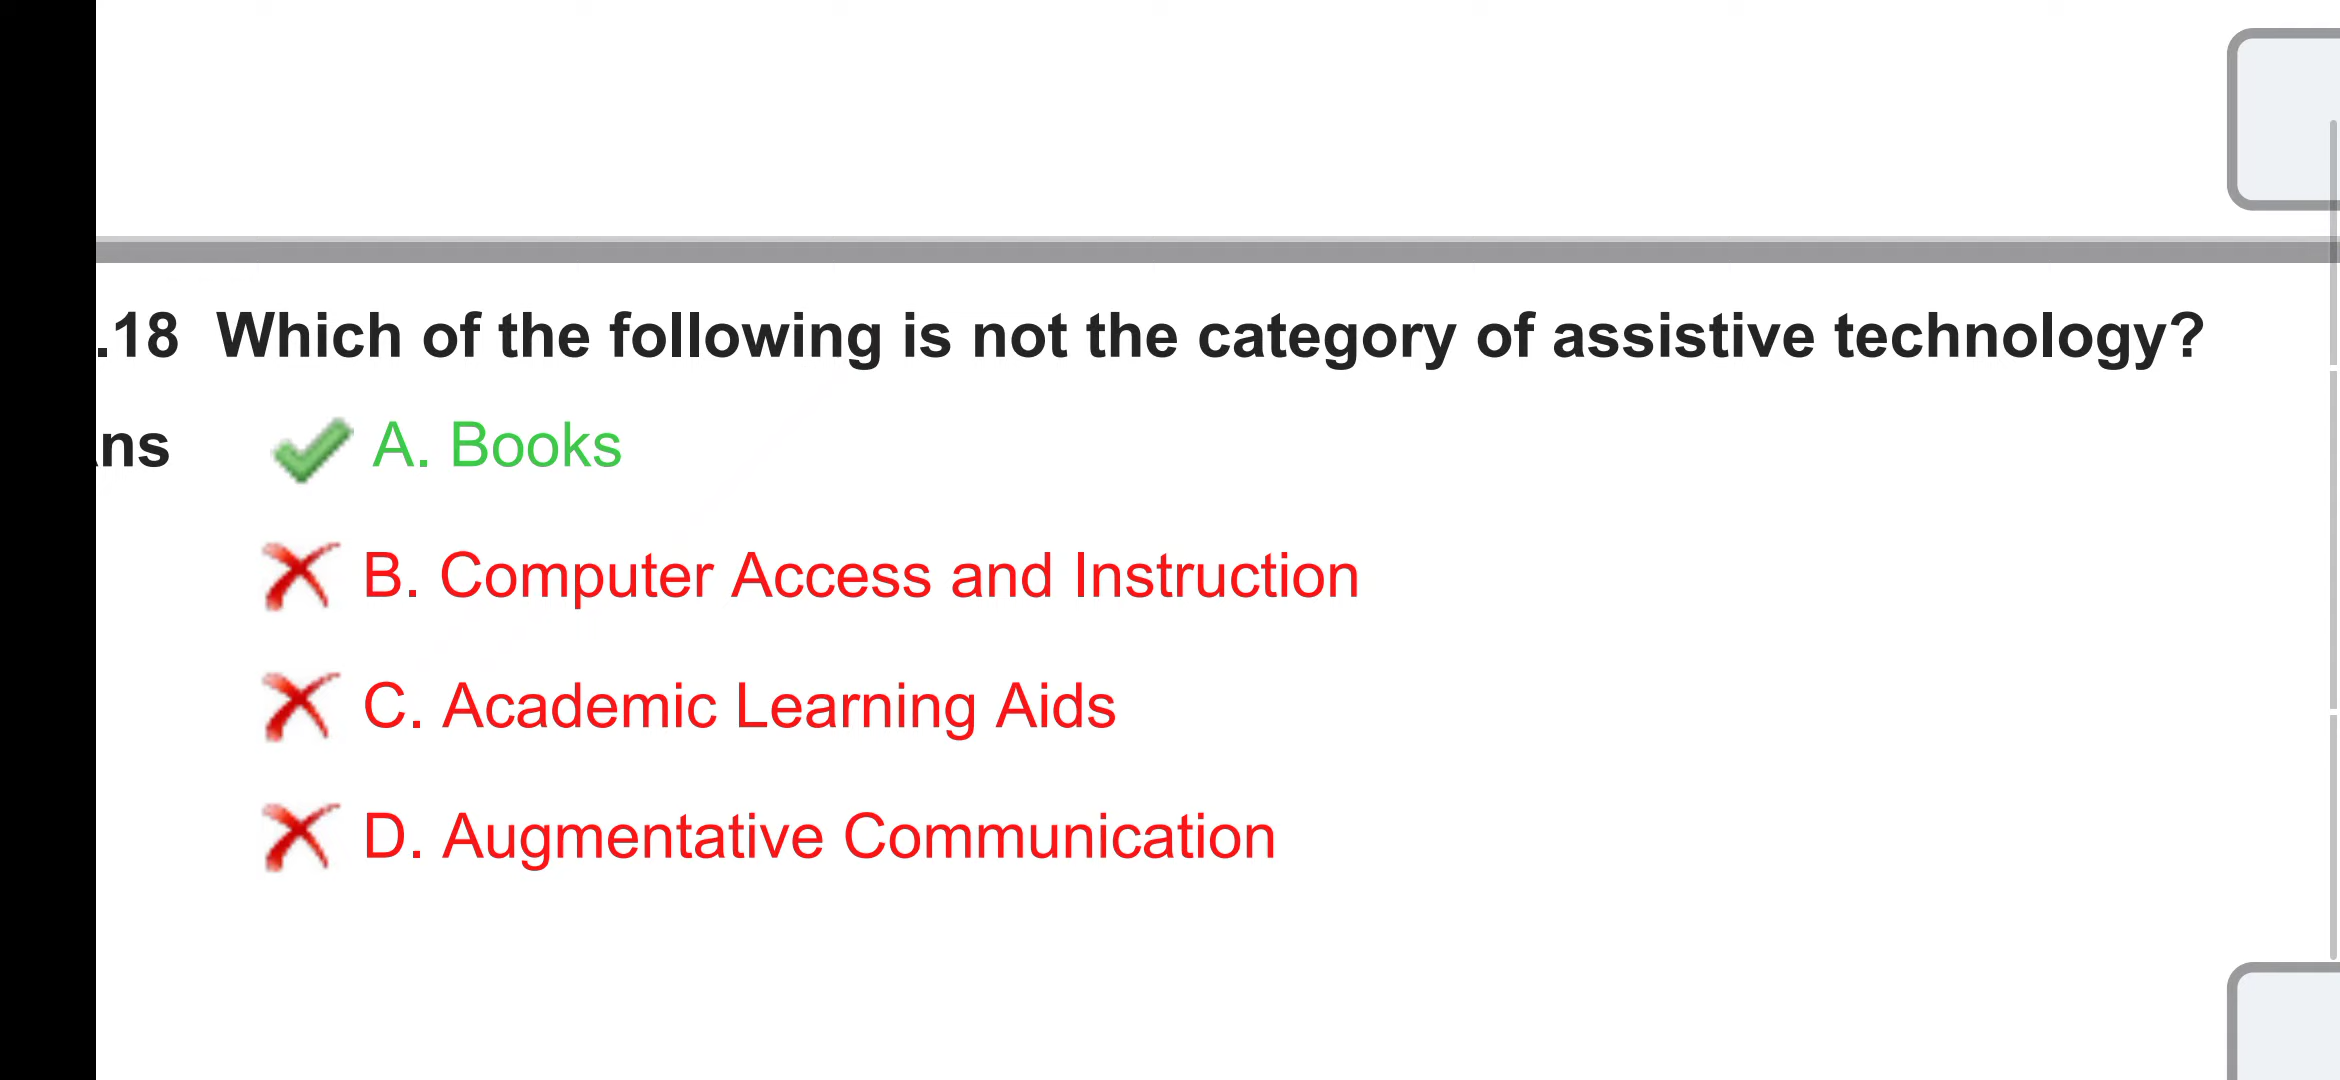 .18 Which of the following is not the category of assistive technology?
ns A. Books
B. Computer Access and Instruction
C. Academic Learning Aids
D. Augmentative Communication